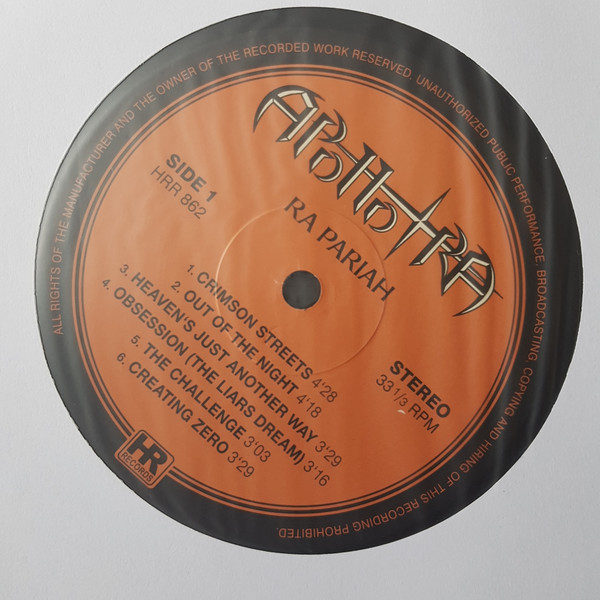 ALL RIGHTS OF THE MANUFACTURER AND THE OWNER OF THE RECORDED WORK RESERVED. UNAUTHORIZED PUBLIC PERFORMANCE. BROADCASTING. COPYING AND HIRING OF THIS RECORDING PROHIBITED.
APOLLO RA
RA PARIAH
SIDE 1
HRR 862
1. CRIMSON STREETS 4'28
2. OUT OF THE NIGHT 4'18
3. HEAVEN'S JUST ANOTHER WAY 3'29
4. OBSESSION (THE LIARS DREAM) 3'16
5. THE CHALLENGE 3'03
6. CREATING ZERO 3'29
STEREO
33 1/3 RPM
HR
RECORDS